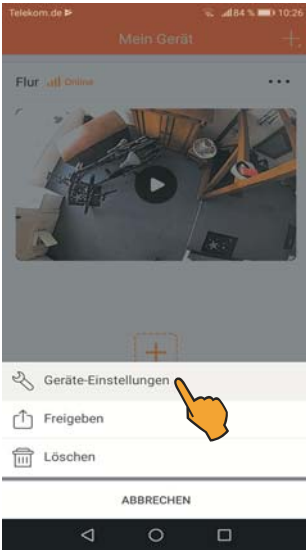 Telekom.de 84 % 10:26
Mein Gerät
Flur Online
Geräte-Einstellungen
Freigeben
Löschen
ABBRECHEN